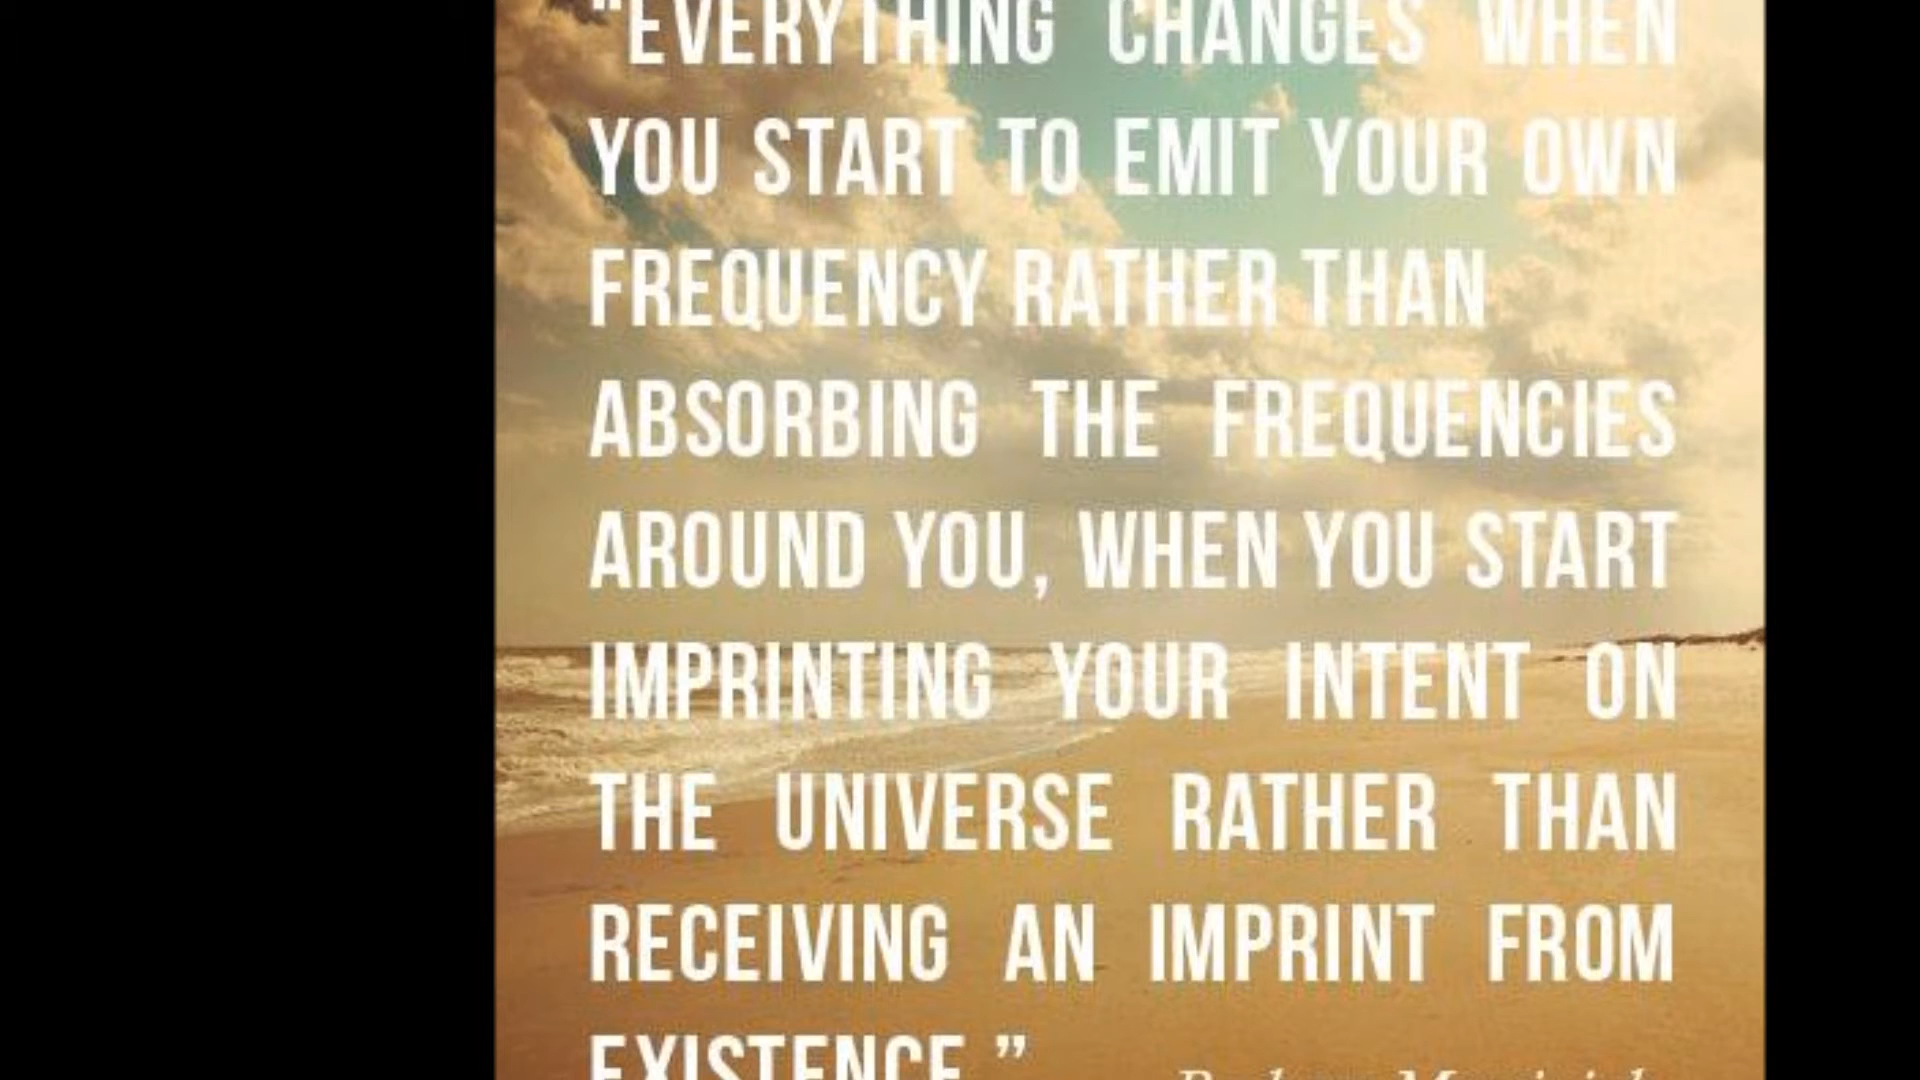 "EVERYTHING CHANGES WHEN
YOU START TO EMIT YOUR OWN
FREQUENCY RATHER THAN
ABSORBING THE FREQUENCIES
AROUND YOU, WHEN YOU START
IMPRINTING YOUR INTENT ON
THE UNIVERSE RATHER THAN
RECEIVING AN IMPRINT FROM
EXISTENCE."